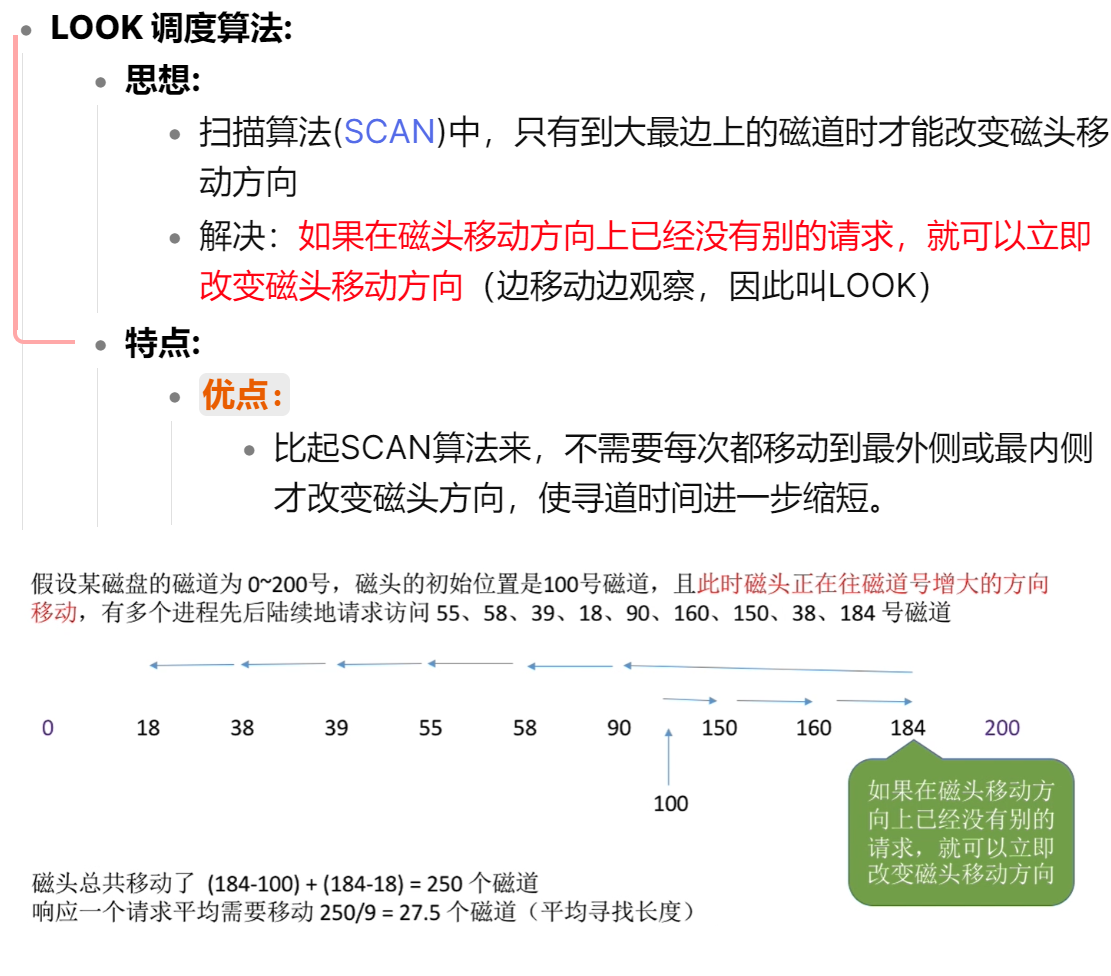 LOOK 调度算法:
思想:
扫描算法(SCAN)中，只有到大最边上的磁道时才能改变磁头移
动方向
解决：如果在磁头移动方向上已经没有别的请求，就可以立即
改变磁头移动方向（边移动边观察，因此叫LOOK）
特点:
优点：
比起SCAN算法来，不需要每次都移动到最外侧或最内侧
才改变磁头方向，使寻道时间进一步缩短。
假设某磁盘的磁道为 0~200号，磁头的初始位置是100号磁道，且此时磁头正在往磁道号增大的方向
移动，有多个进程先后陆续地请求访问 55、58、39、18、90、160、150、38、184 号磁道
0 18 38 39 55 58 90 150 160 184 200
100
如果在磁头移动方
向上已经没有别的
请求，就可以立即
改变磁头移动方向
磁头总共移动了 (184-100) + (184-18) = 250 个磁道
响应一个请求平均需要移动 250/9 = 27.5 个磁道（平均寻找长度）